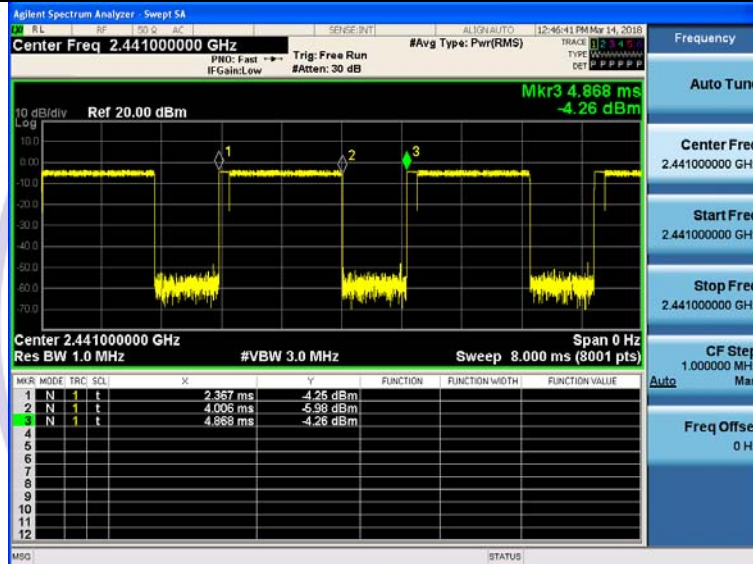 Agilent Spectrum Analyzer - Swept SA
RL RF 50 Ω AC SENSE:INT ALIGN AUTO 12:46:41 PM Mar 14, 2018
Center Freq 2.441000000 GHz #Avg Type: Pwr(RMS) TRACE 1 2 3 4 5 6
PNO: Fast Trig: Free Run TYPE
IFGain:Low #Atten: 30 dB DET P P P P P P
Mkr3 4.868 ms
10 dB/div Ref 20.00 dBm -4.26 dBm
Log
10.0
0.00
-10.0
-20.0
-30.0
-40.0
-50.0
-60.0
-70.0
1
2
3
Center 2.441000000 GHz Span 0 Hz
Res BW 1.0 MHz #VBW 3.0 MHz Sweep 8.000 ms (8001 pts)
MKR MODE TRC SCL X Y FUNCTION FUNCTION WIDTH FUNCTION VALUE
1 N 1 t 2.367 ms -4.25 dBm
2 N 1 t 4.006 ms -5.98 dBm
3 N 1 t 4.868 ms -4.26 dBm
4
5
6
7
8
9
10
11
12
MSG STATUS
Frequency
Auto Tune
Center Freq
2.441000000 GH
Start Freq
2.441000000 GH
Stop Freq
2.441000000 GH
CF Step
1.000000 MH
Auto Ma
Freq Offse
0 H